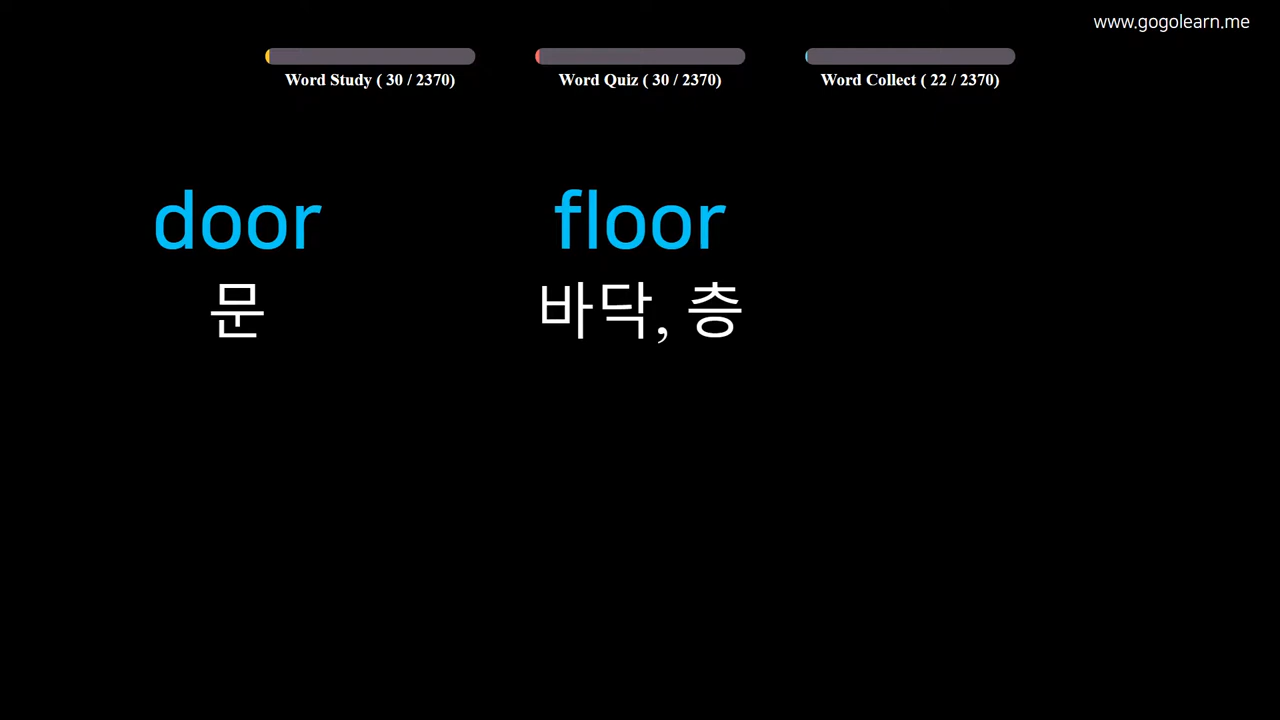 www.gogolearn.me
Word Study ( 30 / 2370)
Word Quiz ( 30 / 2370)
Word Collect ( 22 / 2370)
door
문
floor
바닥, 층